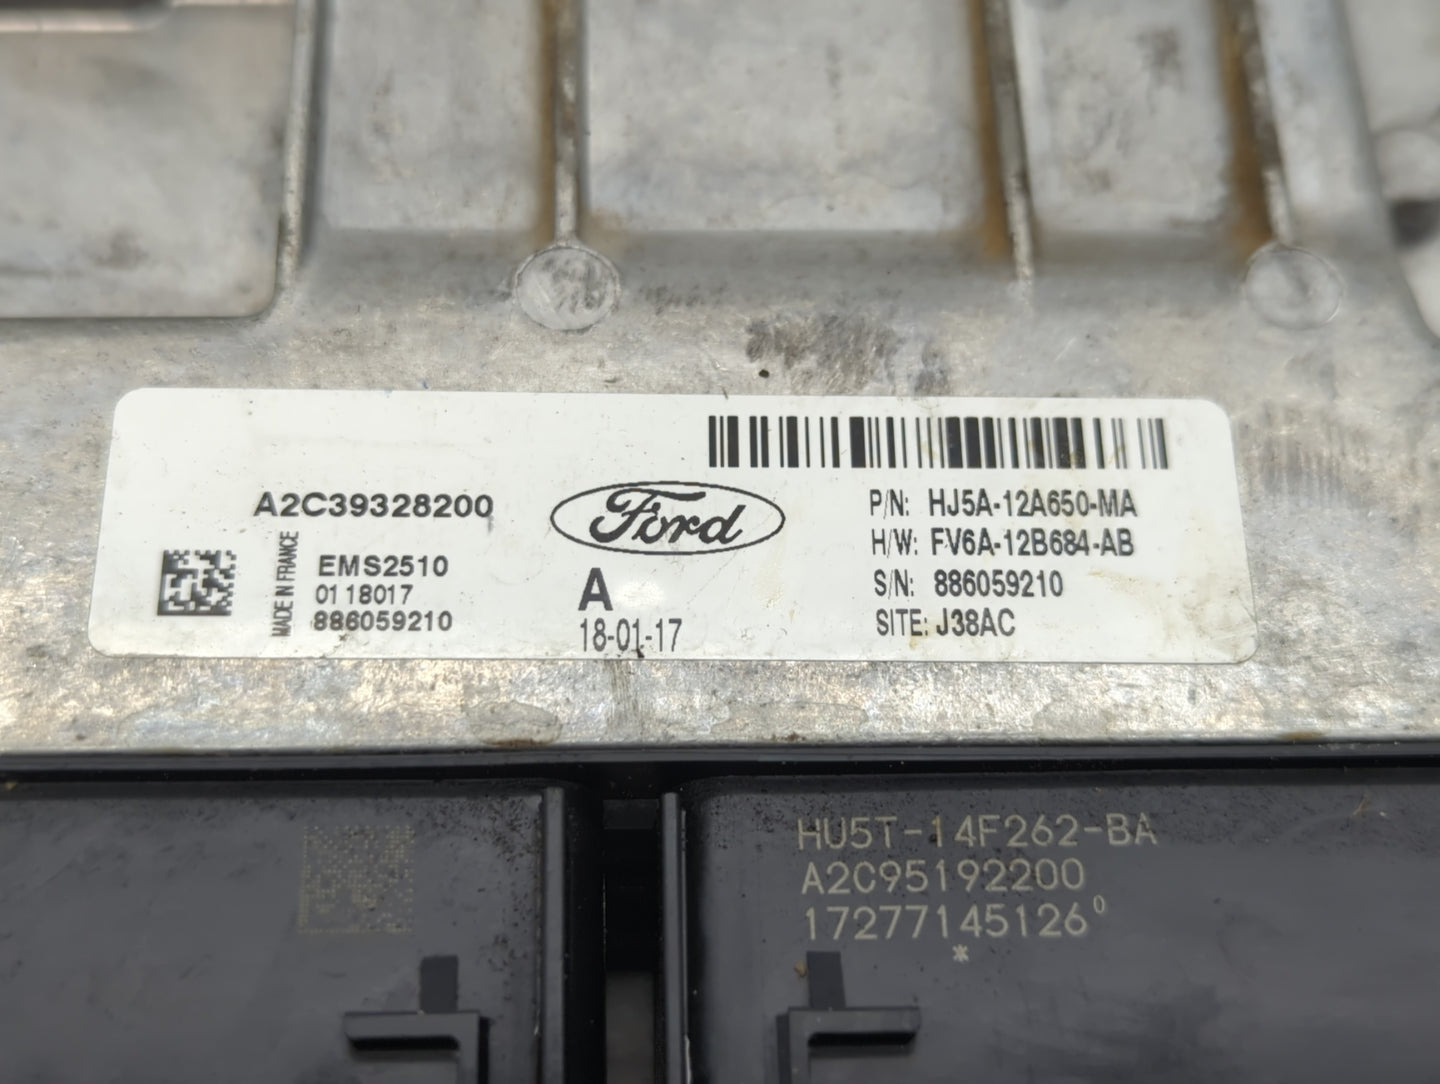 A2C39328200
MADE IN FRANCE
EMS2510
01 18017
886059210
Ford
A
18-01-17
P/N: HJ5A-12A650-MA
H/W: FV6A-12B684-AB
S/N: 886059210
SITE: J38AC
HU5T-14F262-BA
A2C95192200
17277145126⁰
*